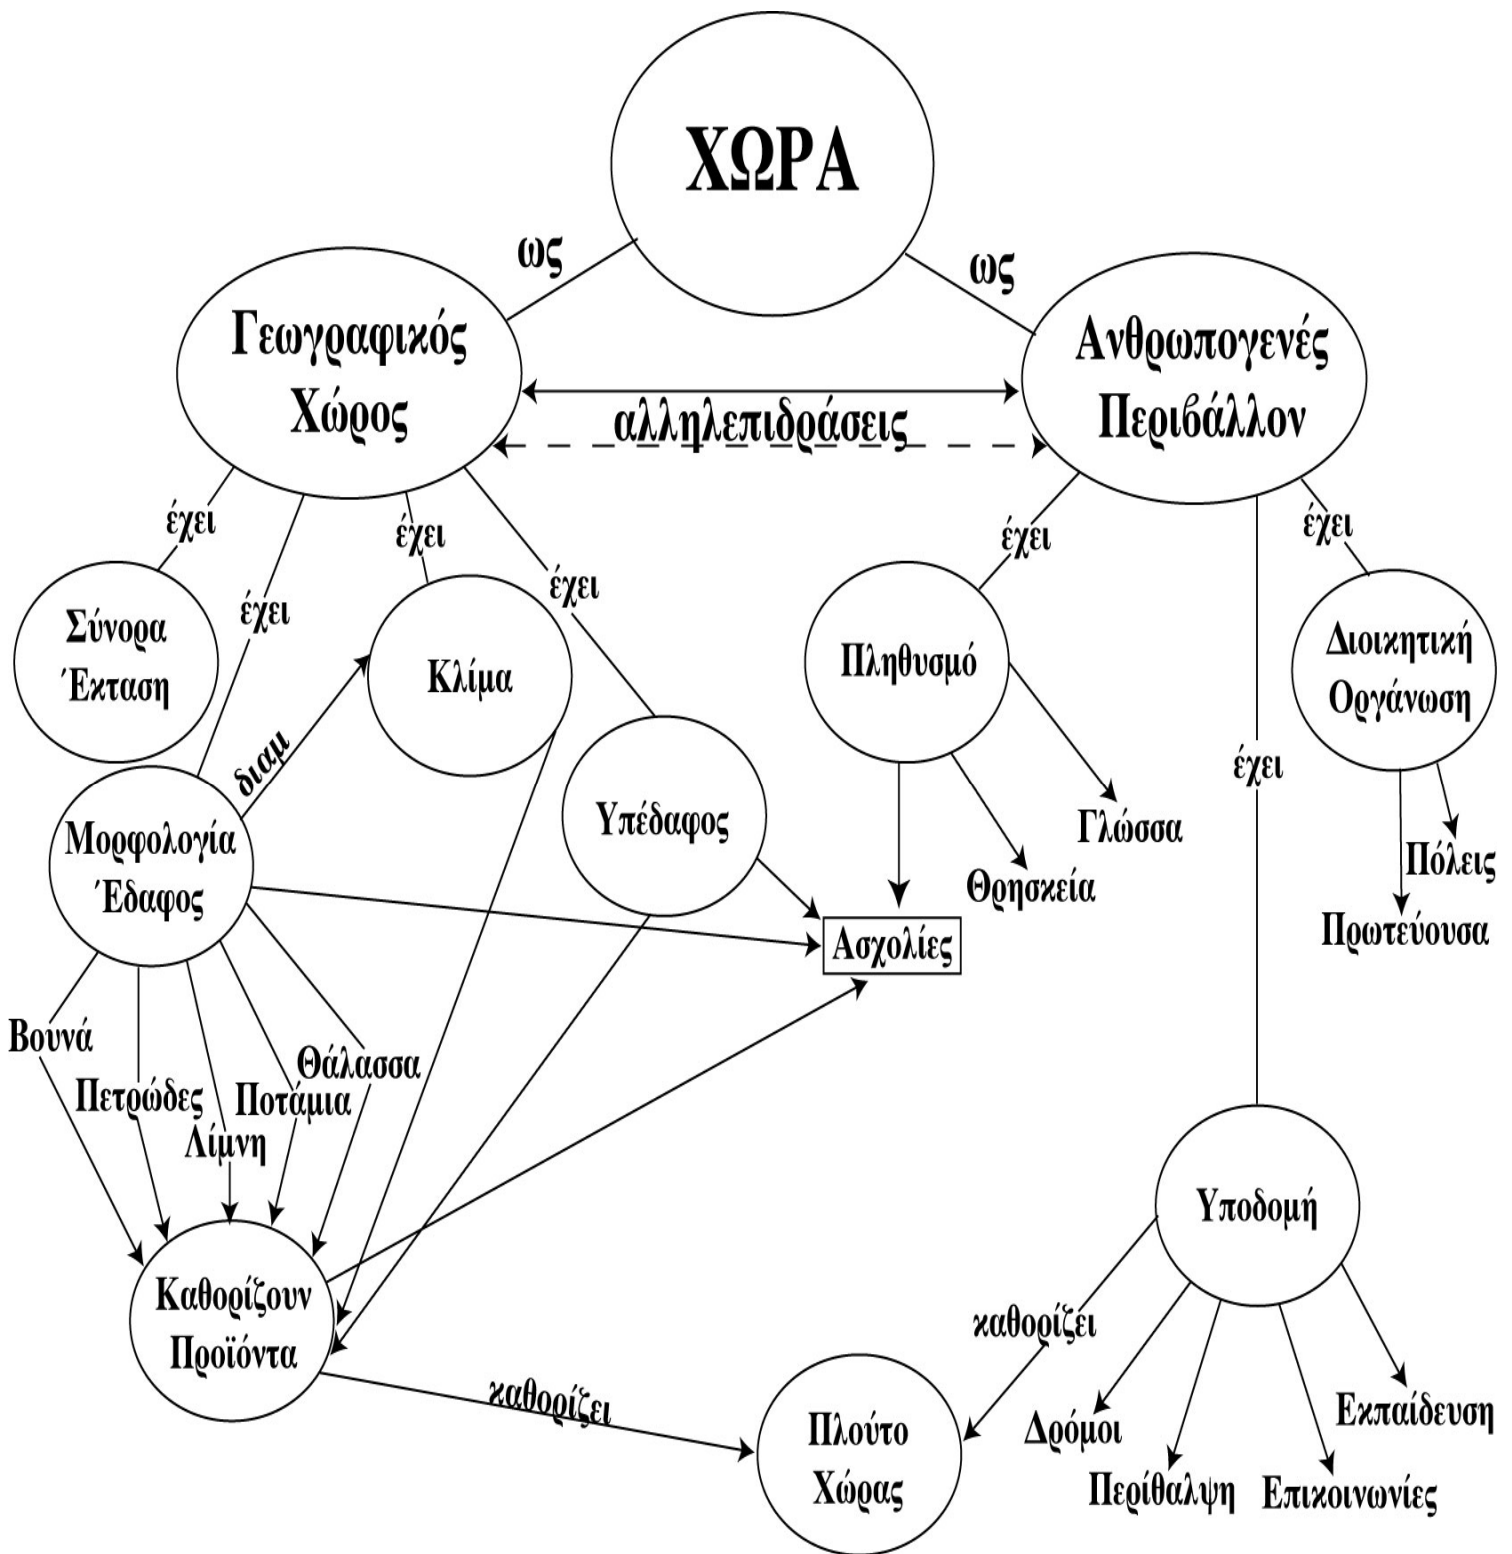 ΧΩΡΑ
ως
ως
Γεωγραφικός
Χώρος
Ανθρωπογενές
Περιβάλλον
αλληλεπιδράσεις
έχει
έχει
έχει
έχει
έχει
έχει
έχει
Σύνορα
Έκταση
Κλίμα
Πληθυσμό
Διοικητική
Οργάνωση
διαμ
Υπέδαφος
Μορφολογία
Έδαφος
Γλώσσα
Θρησκεία
Πόλεις
Πρωτεύουσα
Ασχολίες
Βουνά
Πετρώδες
Λίμνη
Ποτάμια
Θάλασσα
Υποδομή
Καθορίζουν
Προϊόντα
καθορίζει
καθορίζει
Πλούτο
Χώρας
Δρόμοι
Περίθαλψη
Επικοινωνίες
Εκπαίδευση